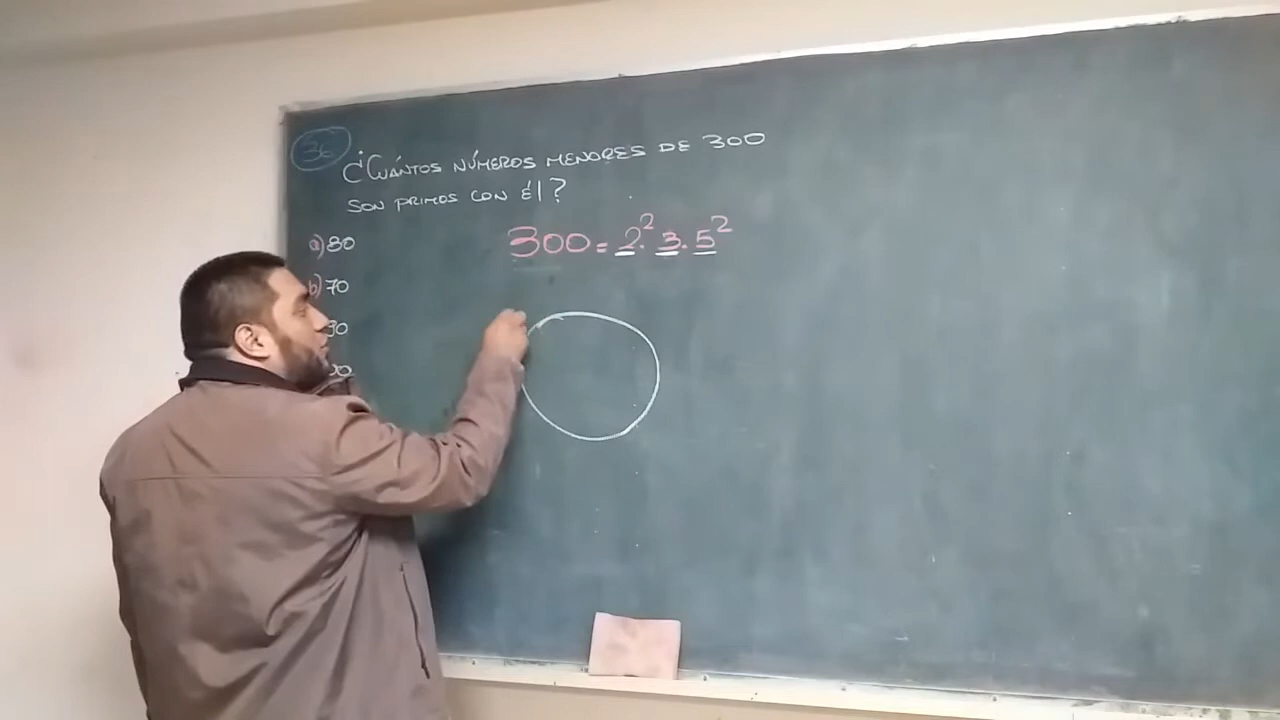 36
¿CUÁNTOS NÚMEROS MENORES DE 300
SON PRIMOS CON ÉL?
300 = 2².3.5²
a) 80
b) 70